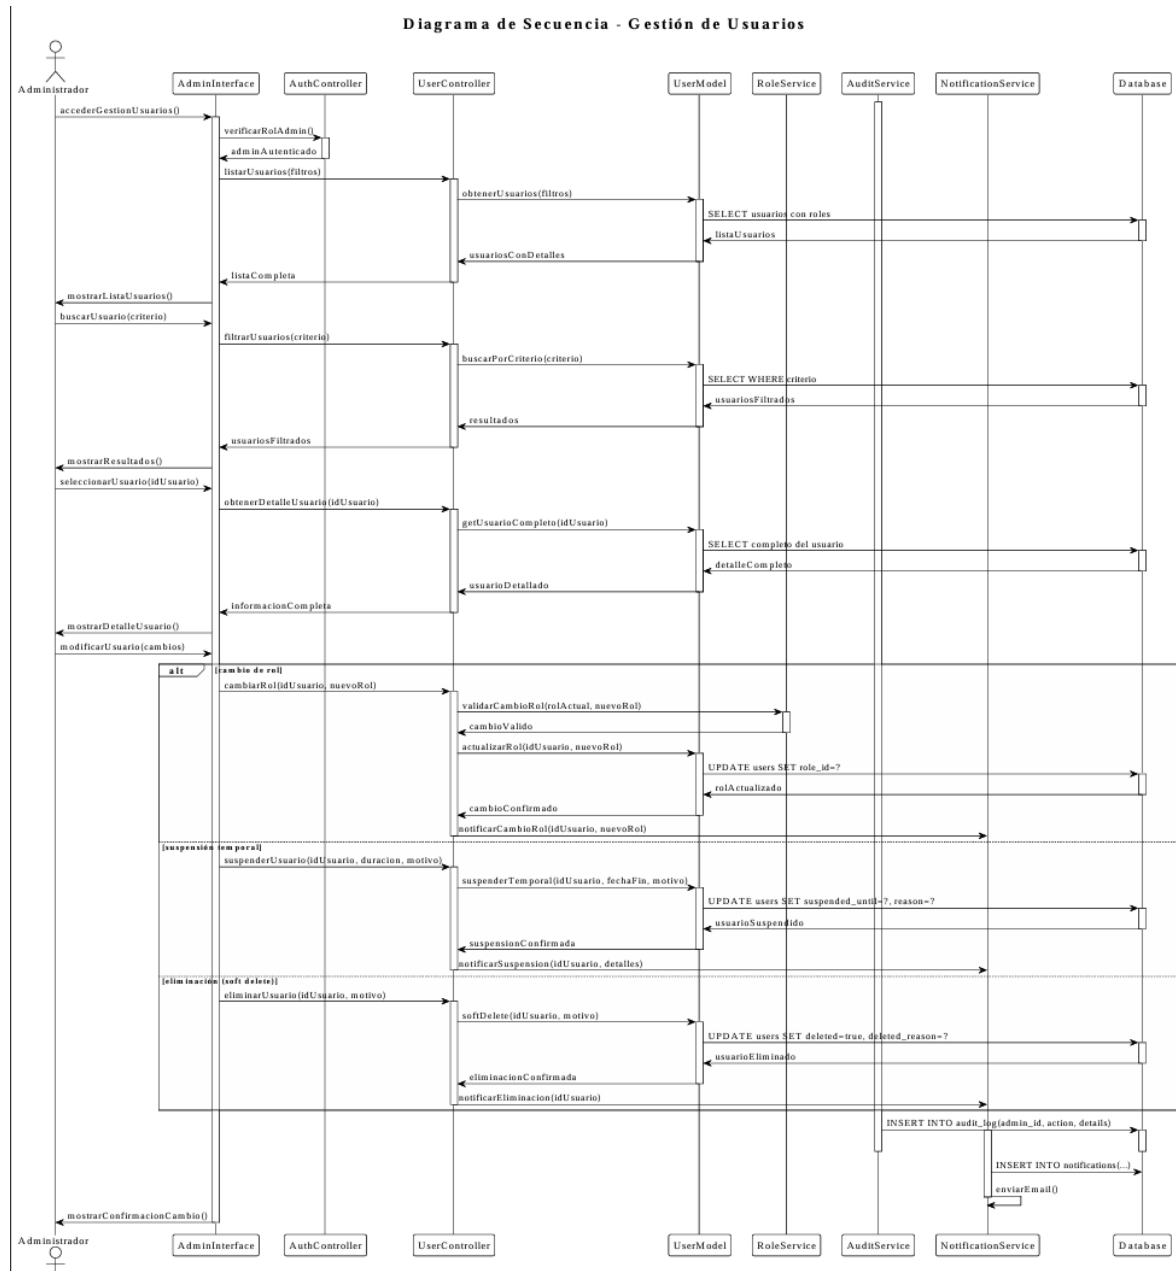 Diagrama de Secuencia - Gestión de Usuarios
Administrador
AdminInterface
AuthController
UserController
UserModel
RoleService
AuditService
NotificationService
Database
accederGestionUsuarios()
verificarRolAdmin()
adminAutenticado
listarUsuarios(filtros)
obtenerUsuarios(filtros)
SELECT usuarios con roles
listaUsuarios
usuariosConDetalles
listaCompleta
mostrarListaUsuarios()
buscarUsuario(criterio)
filtrarUsuarios(criterio)
buscarPorCriterio(criterio)
SELECT WHERE criterio
usuariosFiltrados
resultados
usuariosFiltrados
mostrarResultados()
seleccionarUsuario(idUsuario)
obtenerDetalleUsuario(idUsuario)
getUsuarioCompleto(idUsuario)
SELECT completo del usuario
detalleCompleto
usuarioDetallado
informacionCompleta
mostrarDetalleUsuario()
modificarUsuario(cambios)
alt [cambio de rol]
cambiarRol(idUsuario, nuevoRol)
validarCambioRol(rolActual, nuevoRol)
cambioValido
actualizarRol(idUsuario, nuevoRol)
UPDATE users SET role_id=?
rolActualizado
cambioConfirmado
notificarCambioRol(idUsuario, nuevoRol)
[suspensión temporal]
suspenderUsuario(idUsuario, duracion, motivo)
suspenderTemporal(idUsuario, fechaFin, motivo)
UPDATE users SET suspended_until=?, reason=?
usuarioSuspendido
suspensionConfirmada
notificarSuspension(idUsuario, detalles)
[eliminación (soft delete)]
eliminarUsuario(idUsuario, motivo)
softDelete(idUsuario, motivo)
UPDATE users SET deleted=true, deleted_reason=?
usuarioEliminado
eliminacionConfirmada
notificarEliminacion(idUsuario)
INSERT INTO audit_log(admin_id, action, details)
INSERT INTO notifications(...)
enviarEmail()
mostrarConfirmacionCambio()
Administrador
AdminInterface
AuthController
UserController
UserModel
RoleService
AuditService
NotificationService
Database